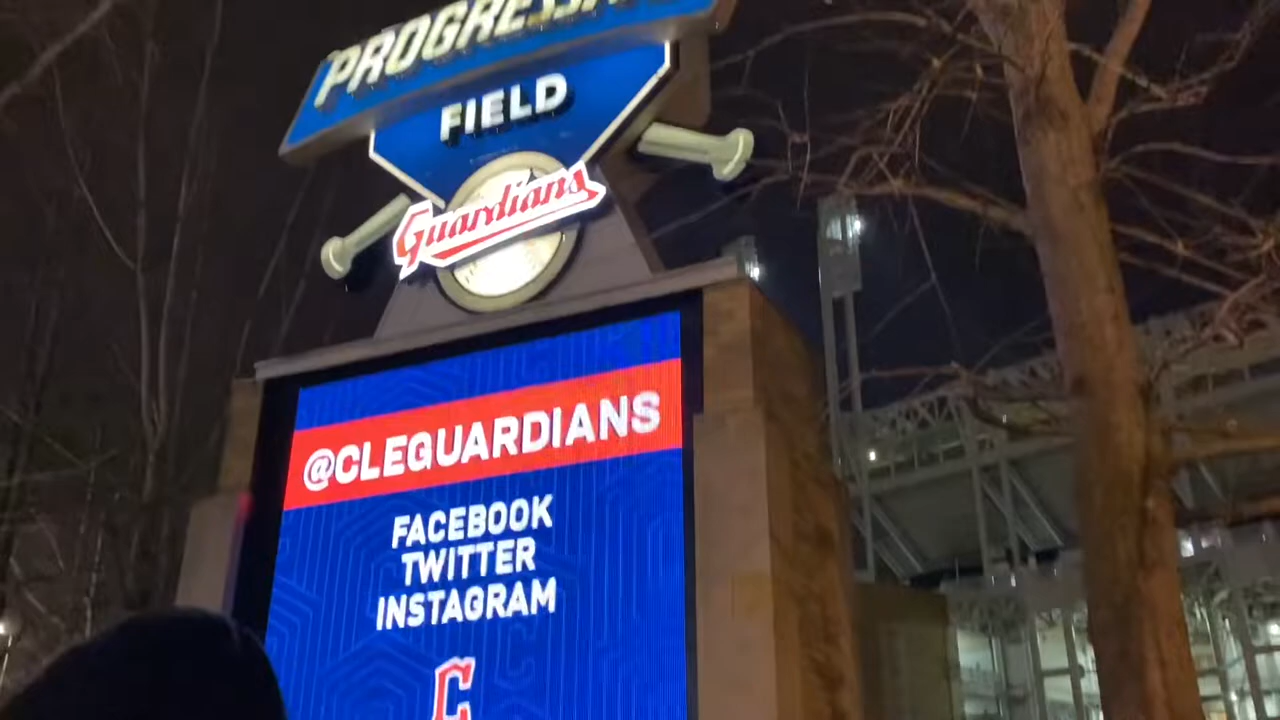 FIELD
Guardians
@CLEGUARDIANS
FACEBOOK
TWITTER
INSTAGRAM
C